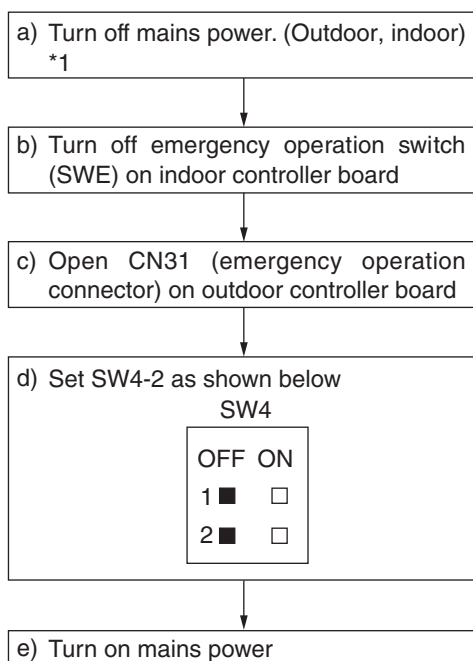 a) Turn off mains power. (Outdoor, indoor)
*1
b) Turn off emergency operation switch
(SWE) on indoor controller board
c) Open CN31 (emergency operation
connector) on outdoor controller board
d) Set SW4-2 as shown below
SW4
OFF ON
1 ■ □
2 ■ □
e) Turn on mains power